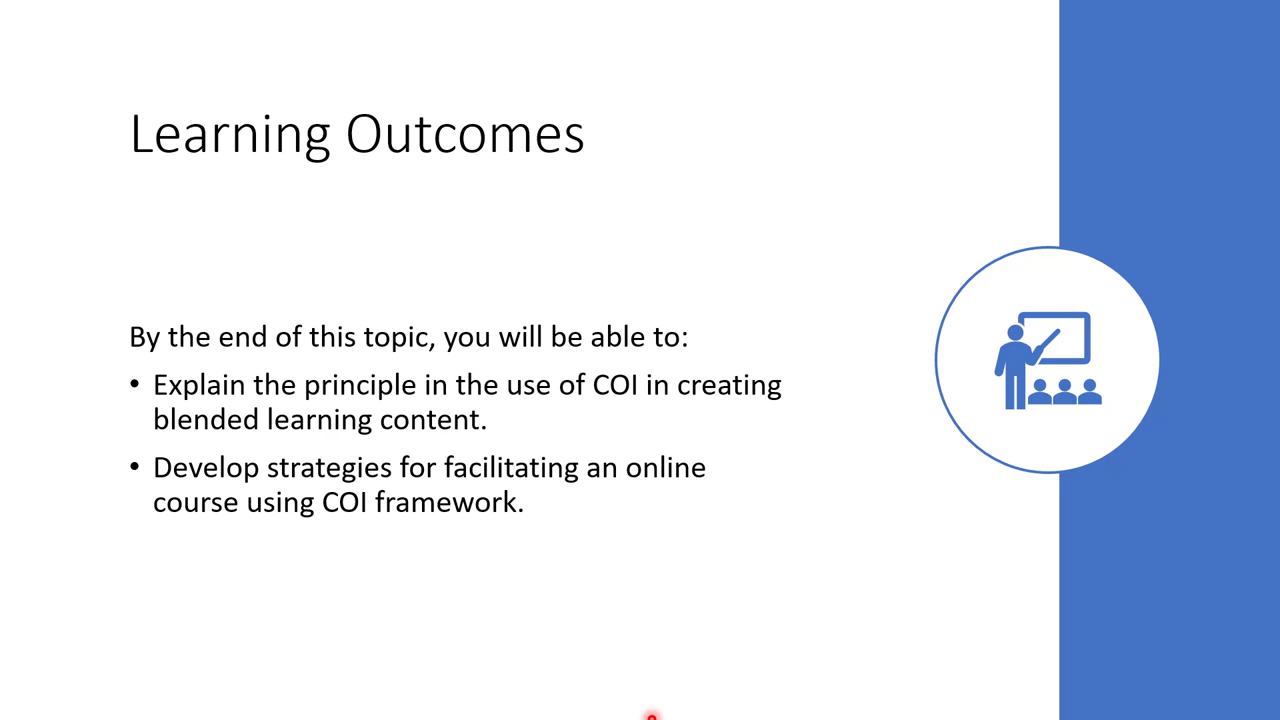 Learning Outcomes
By the end of this topic, you will be able to:
• Explain the principle in the use of COI in creating
blended learning content.
• Develop strategies for facilitating an online
course using COI framework.